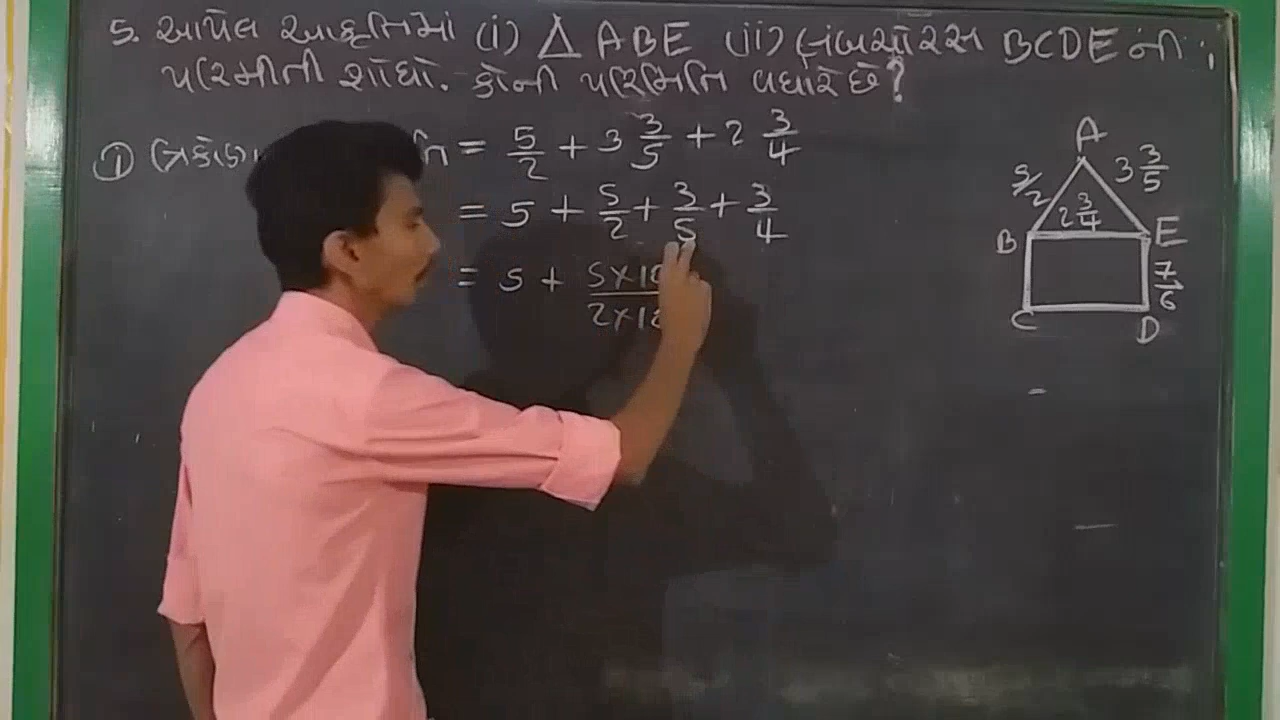 5. આપેલ આકૃતિમાં (i) △ ABE (ii) લંબચોરસ BCDE ની
પરિમીતી શોધો. કોની પરિમિતિ વધારે છે?
① = 5/2 + 3 3/5 + 2 3/4
= 5 + 5/2 + 3/5 + 3/4
= 5 + 5×10/2×10
A
5/2 3 3/5
2 3/4
B E
7/6
C D